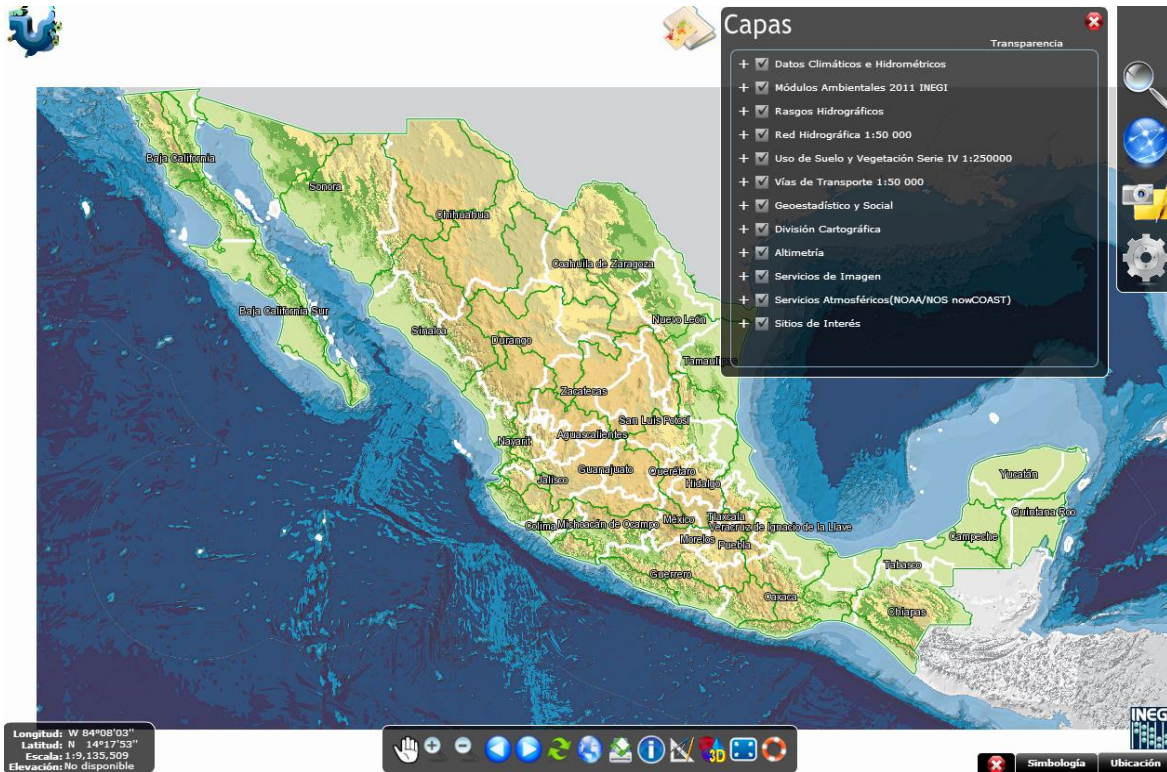 Capas
Transparencia
+ Datos Climáticos e Hidrométricos
+ Módulos Ambientales 2011 INEGI
+ Rasgos Hidrográficos
+ Red Hidrográfica 1:50 000
+ Uso de Suelo y Vegetación Serie IV 1:250000
+ Vías de Transporte 1:50 000
+ Geoestadístico y Social
+ División Cartográfica
+ Altimetría
+ Servicios de Imagen
+ Servicios Atmosféricos(NOAA/NOS nowCOAST)
+ Sitios de Interés
Baja California
Sonora
Chihuahua
Coahuila de Zaragoza
Baja California Sur
Sinaloa
Durango
Nuevo León
Tamaulipas
Zacatecas
San Luis Potosí
Nayarit
Aguascalientes
Jalisco
Guanajuato
Querétaro
Hidalgo
Yucatán
Quintana Roo
Campeche
Colima
Michoacán de Ocampo
México
Tlaxcala
Veracruz de Ignacio de la Llave
Morelos
Puebla
Tabasco
Guerrero
Oaxaca
Chiapas
Longitud: W 84°08'03"
Latitud: N 14°17'53"
Escala: 1:9,135,509
Elevación: No disponible
3D
INEG
Simbología
Ubicación